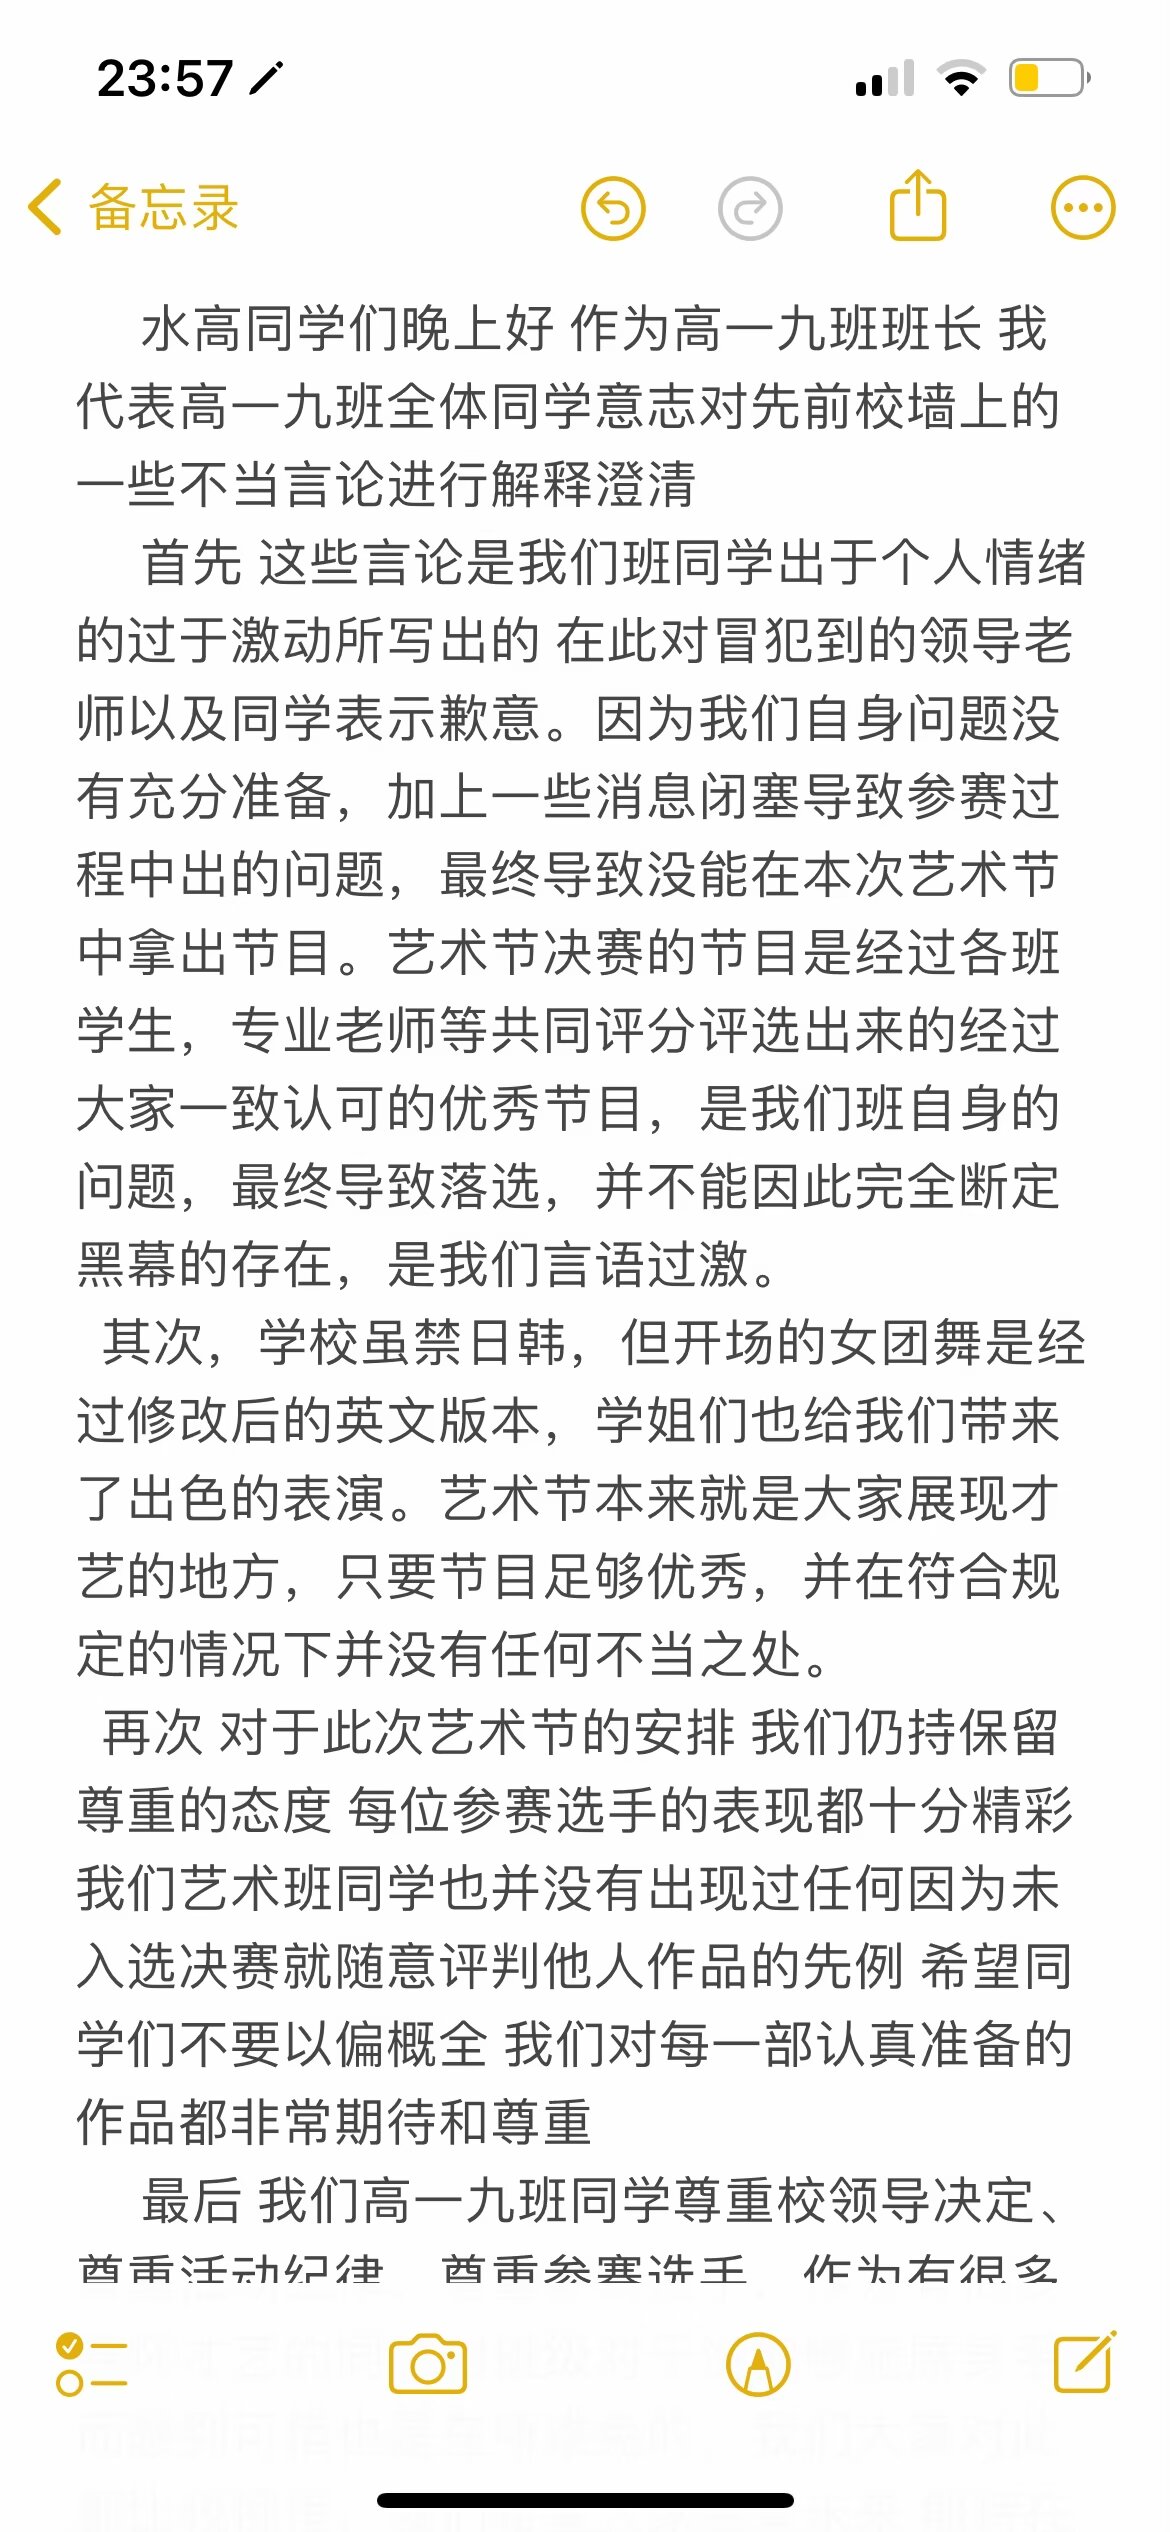 23:57
备忘录
水高同学们晚上好 作为高一九班班长 我
代表高一九班全体同学意志对先前校墙上的
一些不当言论进行解释澄清
首先 这些言论是我们班同学出于个人情绪
的过于激动所写出的 在此对冒犯到的领导老
师以及同学表示歉意。因为我们自身问题没
有充分准备，加上一些消息闭塞导致参赛过
程中出的问题，最终导致没能在本次艺术节
中拿出节目。艺术节决赛的节目是经过各班
学生，专业老师等共同评分评选出来的经过
大家一致认可的优秀节目，是我们班自身的
问题，最终导致落选，并不能因此完全断定
黑幕的存在，是我们言语过激。
其次，学校虽禁日韩，但开场的女团舞是经
过修改后的英文版本，学姐们也给我们带来
了出色的表演。艺术节本来就是大家展现才
艺的地方，只要节目足够优秀，并在符合规
定的情况下并没有任何不当之处。
再次 对于此次艺术节的安排 我们仍持保留
尊重的态度 每位参赛选手的表现都十分精彩
我们艺术班同学也并没有出现过任何因为未
入选决赛就随意评判他人作品的先例 希望同
学们不要以偏概全 我们对每一部认真准备的
作品都非常期待和尊重
最后 我们高一九班同学尊重校领导决定、
尊重活动纪律、尊重参赛选手，作为有很多